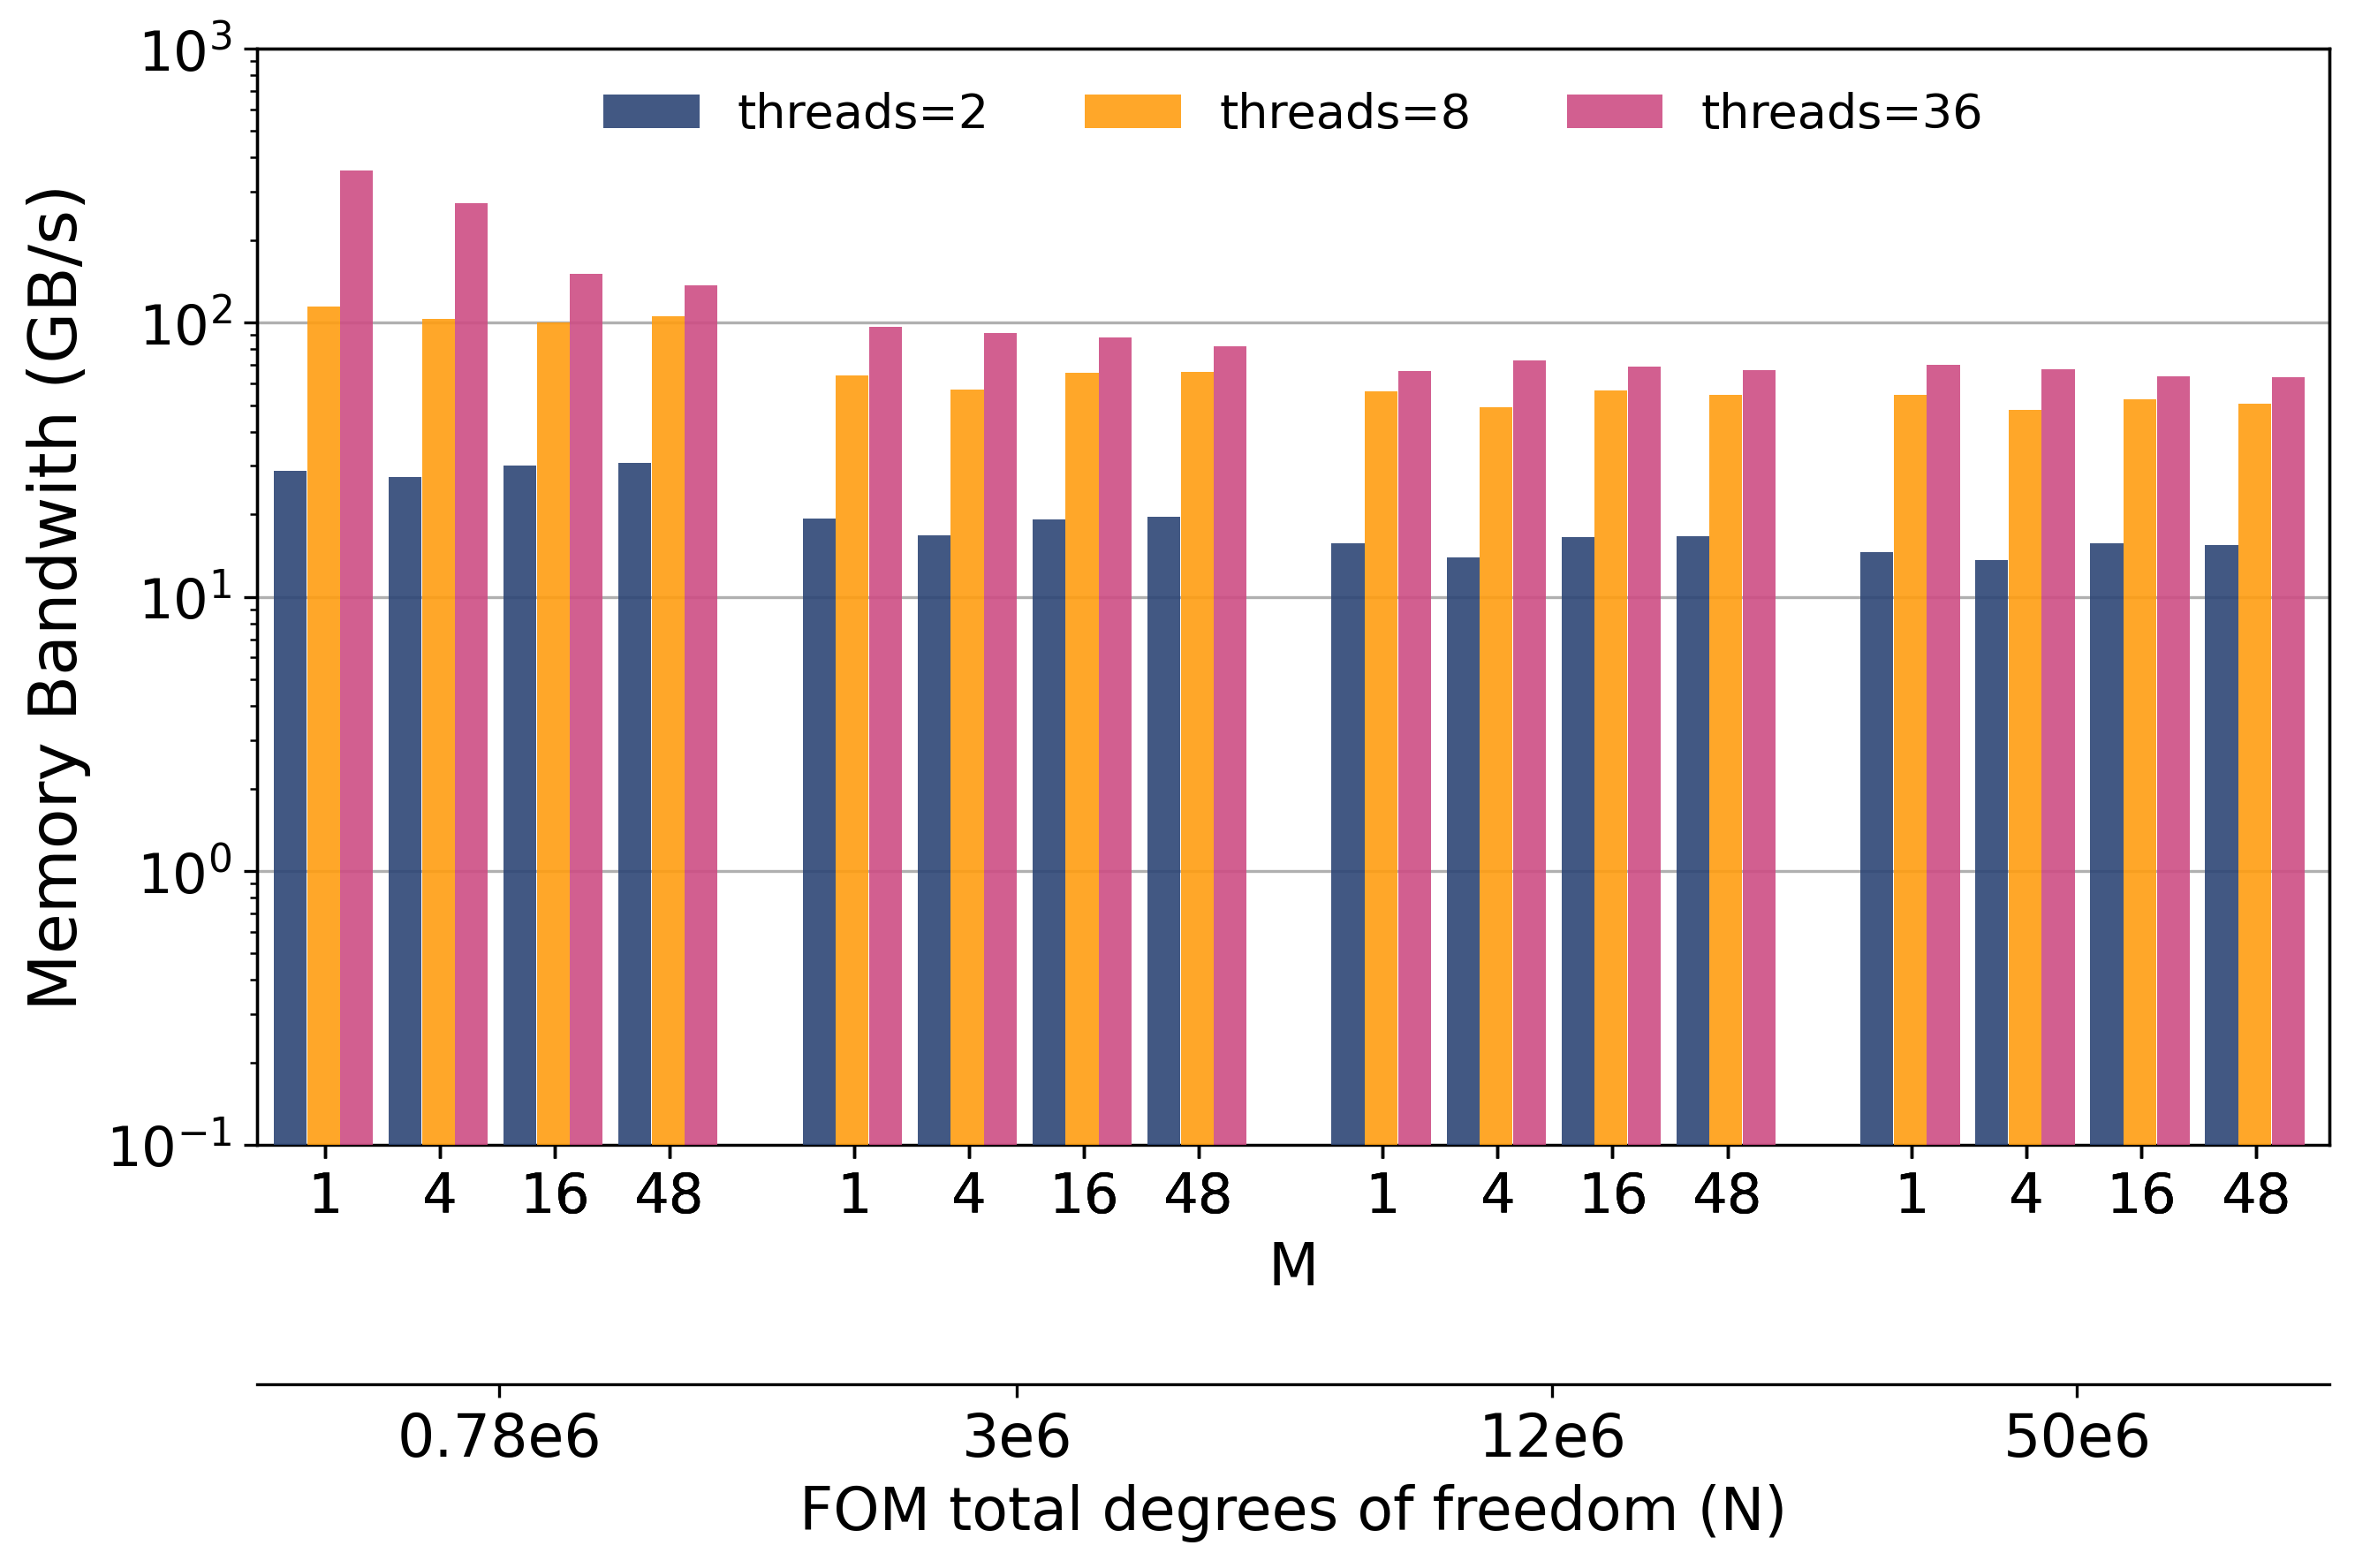 10³
threads=2 threads=8 threads=36
10²
10¹
10⁰
10⁻¹
Memory Bandwith (GB/s)
1 4 16 48 1 4 16 48 1 4 16 48 1 4 16 48
M
0.78e6 3e6 12e6 50e6
FOM total degrees of freedom (N)